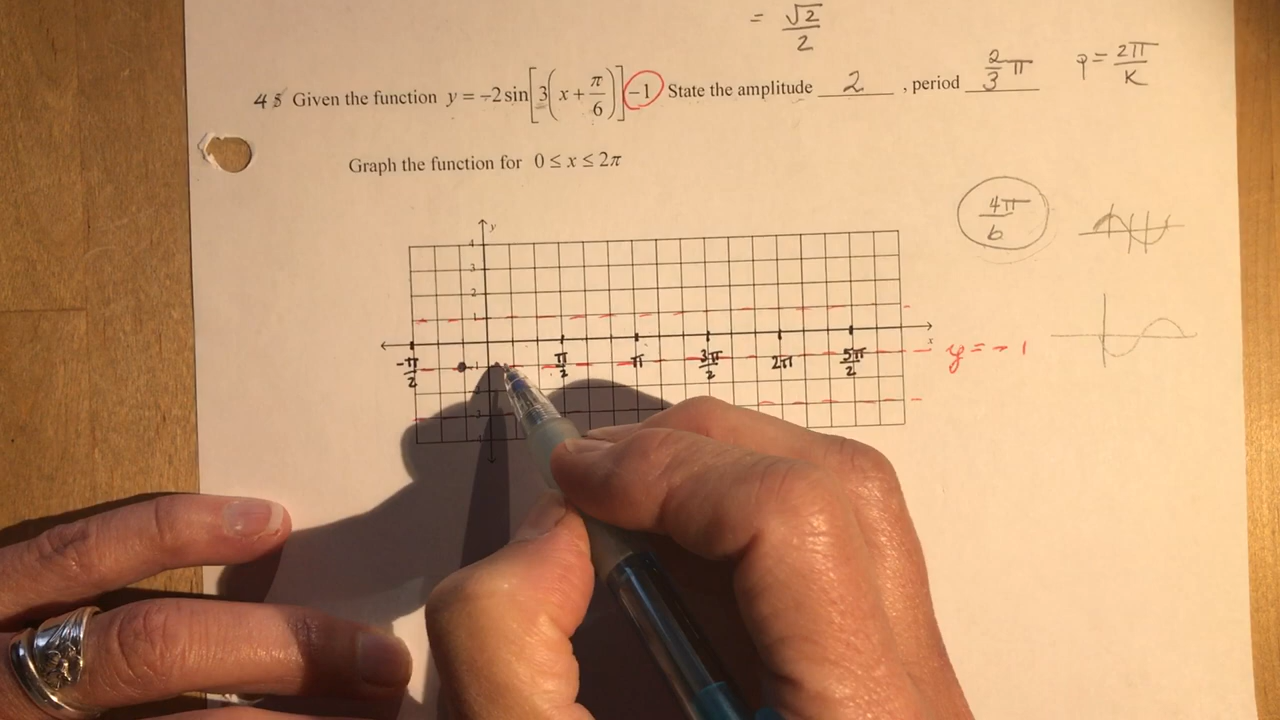 = √2/2
45 Given the function y = −2 sin[3(x + π/6)] −1 State the amplitude 2 , period 2/3 π
P = 2π/K
Graph the function for 0 ≤ x ≤ 2π
4π/6
y
4
3
2
1
-π/2 π/2 π 3π/2 2π 5π/2 x
-1
y = -1
-3